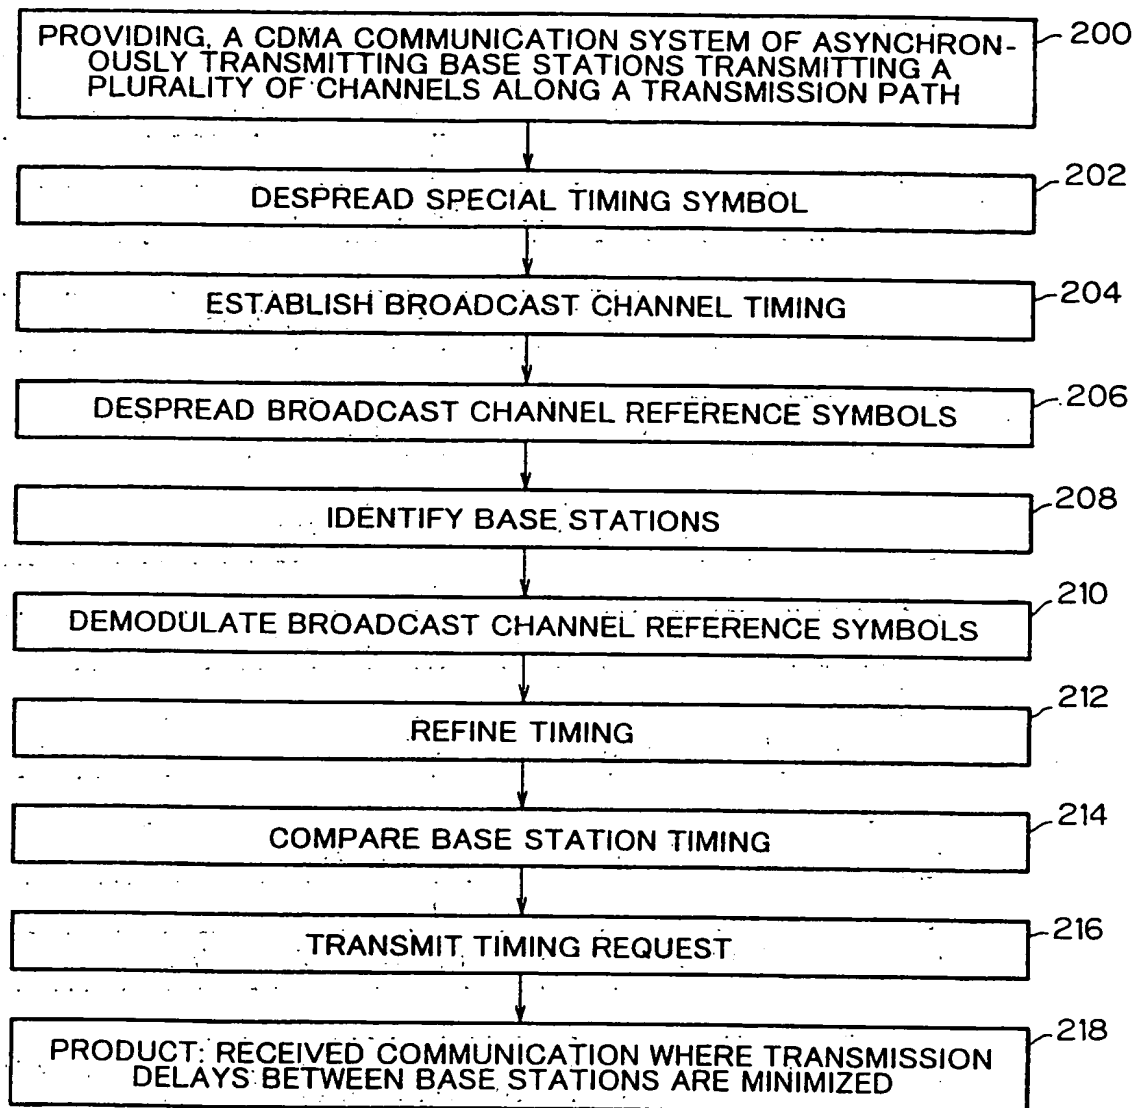 PROVIDING, A CDMA COMMUNICATION SYSTEM OF ASYNCHRON-
OUSLY TRANSMITTING BASE STATIONS TRANSMITTING A
PLURALITY OF CHANNELS ALONG A TRANSMISSION PATH
200
DESPREAD SPECIAL TIMING SYMBOL
202
ESTABLISH BROADCAST CHANNEL TIMING
204
DESPREAD BROADCAST CHANNEL REFERENCE SYMBOLS
206
IDENTIFY BASE STATIONS
208
DEMODULATE BROADCAST CHANNEL REFERENCE SYMBOLS
210
REFINE TIMING
212
COMPARE BASE STATION TIMING
214
TRANSMIT TIMING REQUEST
216
PRODUCT: RECEIVED COMMUNICATION WHERE TRANSMISSION
DELAYS BETWEEN BASE STATIONS ARE MINIMIZED
218